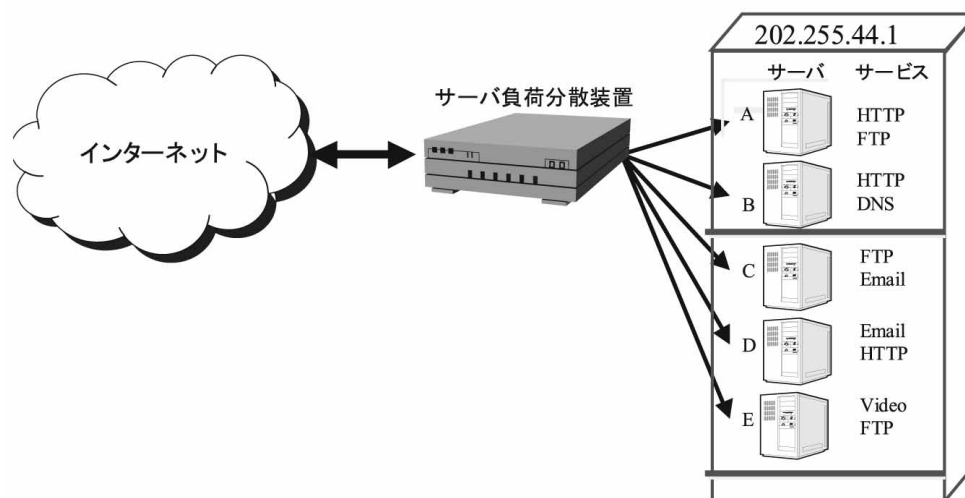 202.255.44.1
サーバ サービス
サーバ負荷分散装置
インターネット
A HTTP
FTP
B HTTP
DNS
C FTP
Email
D Email
HTTP
E Video
FTP